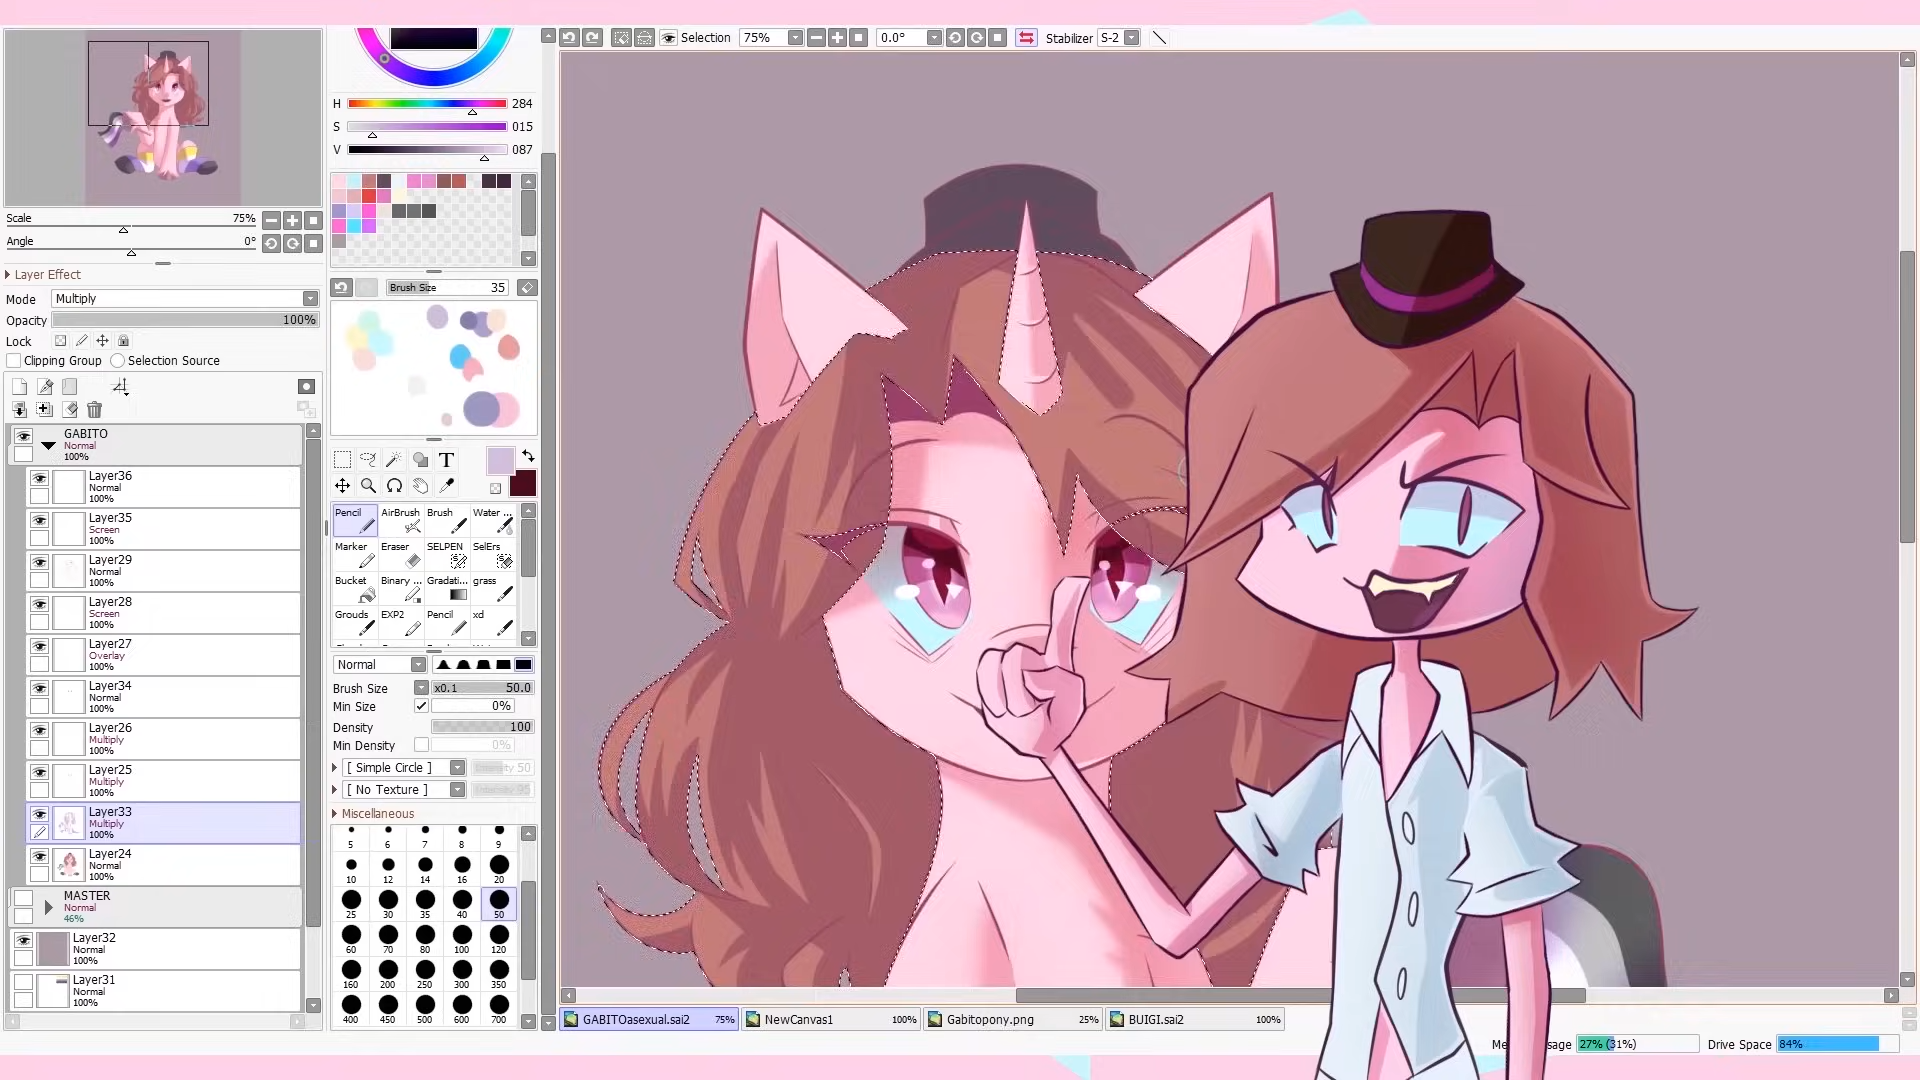 Selection 75% 0.0° Stabilizer S-2
H 284
S 015
V 087
Scale 75%
Angle 0°
Layer Effect
Mode Multiply
Opacity 100%
Lock
Clipping Group Selection Source
GABITO
Normal
100%
Layer36
Normal
100%
Layer35
Screen
100%
Layer29
Normal
100%
Layer28
Screen
100%
Layer27
Overlay
100%
Layer34
Normal
100%
Layer26
Multiply
100%
Layer25
Multiply
100%
Layer33
Multiply
100%
Layer24
Normal
100%
MASTER
Normal
46%
Layer32
Normal
100%
Layer31
Normal
100%
Brush Size 35
T
Pencil AirBrush Brush Water ...
Marker Eraser SELPEN SelErs
Bucket Binary ... Gradati... grass
Grouds EXP2 Pencil xd
Normal
Brush Size x0.1 50.0
Min Size 0%
Density 100
Min Density 0%
[ Simple Circle ] 50
[ No Texture ] 95
Miscellaneous
5 6 7 8 9
10 12 14 16 20
25 30 35 40 50
60 70 80 100 120
160 200 250 300 350
400 450 500 600 700
GABITOasexual.sai2 75% NewCanvas1 100% Gabitopony.png 25% BUIGI.sai2 100%
Me sage 27% (31%) Drive Space 84%